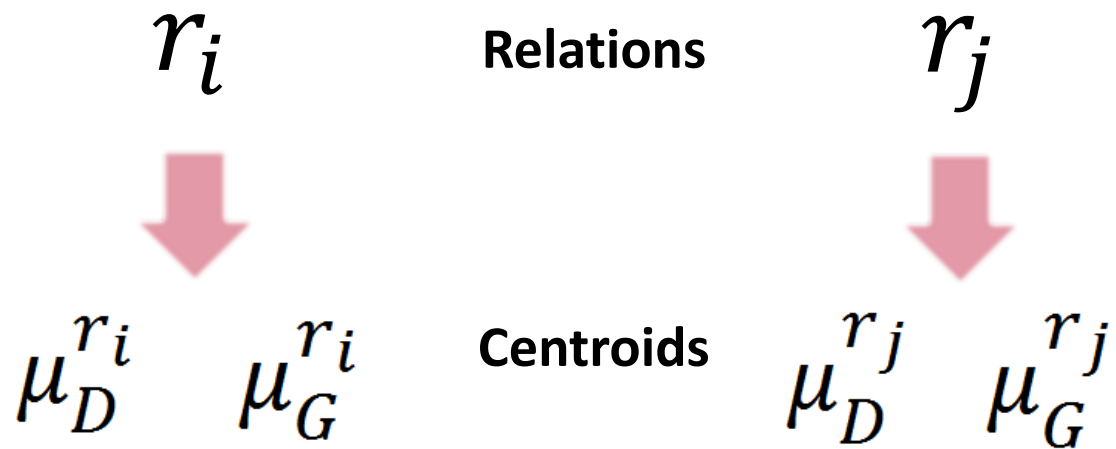 r_i Relations r_j
μ_D^{r_i} μ_G^{r_i} Centroids μ_D^{r_j} μ_G^{r_j}